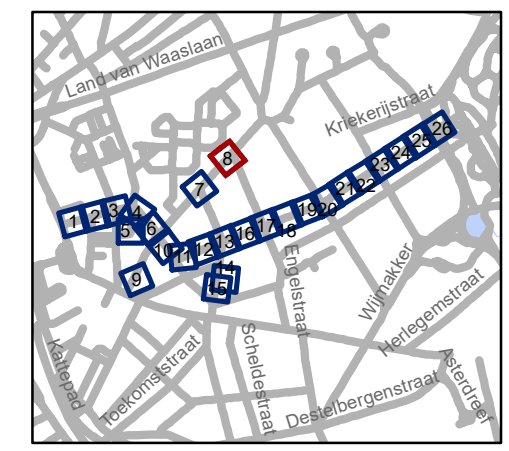 Land van Waaslaan
Kriekerijstraat
8
7
26
25
24
23
22
21
20
19
18
17
16
13
12
11
10
1
2
3
4
5
6
9
14
15
Engelstraat
Wijmakker
Herlegemstraat
Kattepad
Toekomststraat
Scheldestraat
Destelbergenstraat
Asterdreef